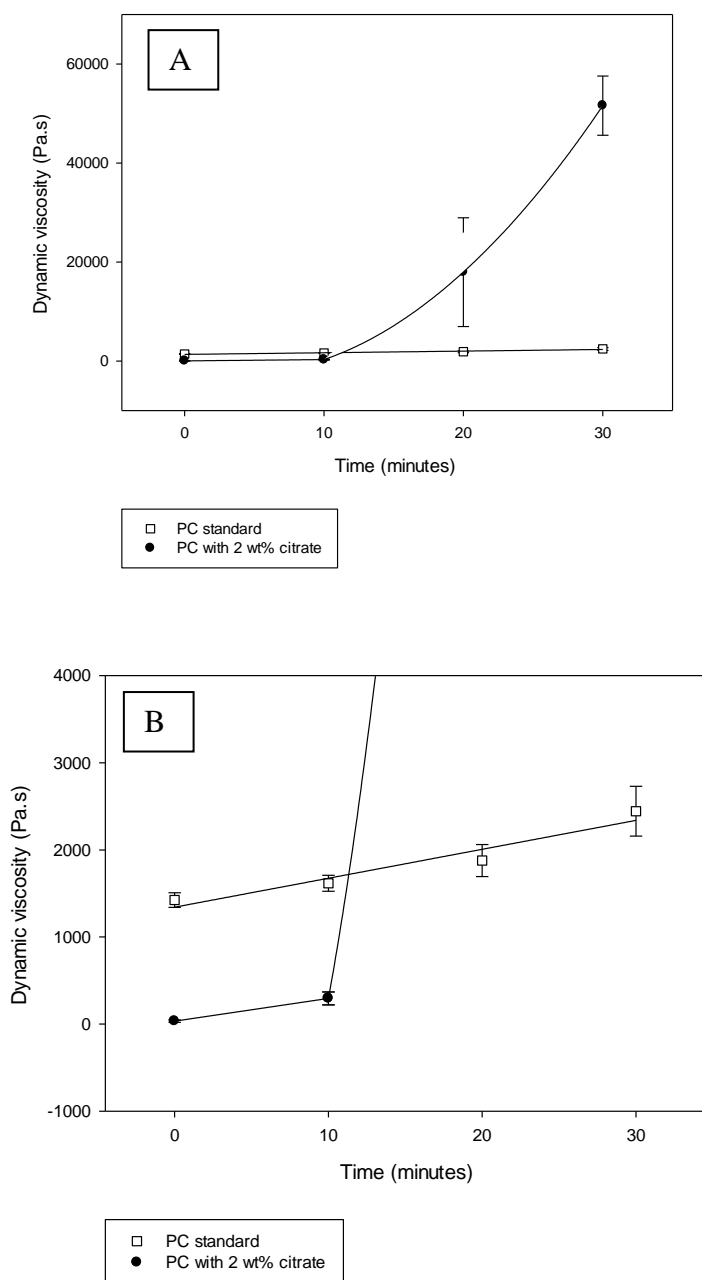 A
60000
40000
20000
0
Dynamic viscosity (Pa.s)
0 10 20 30
Time (minutes)
PC standard
PC with 2 wt% citrate
B
4000
3000
2000
1000
0
-1000
Dynamic viscosity (Pa.s)
0 10 20 30
Time (minutes)
PC standard
PC with 2 wt% citrate